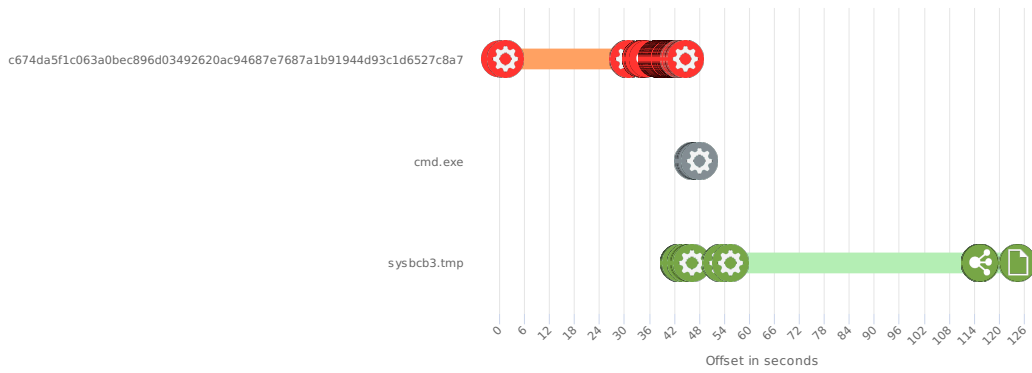 c674da5f1c063a0bec896d03492620ac94687e7687a1b91944d93c1d6527c8a7
cmd.exe
sysbcb3.tmp
0 6 12 18 24 30 36 42 48 54 60 66 72 78 84 90 96 102 108 114 120 126
Offset in seconds